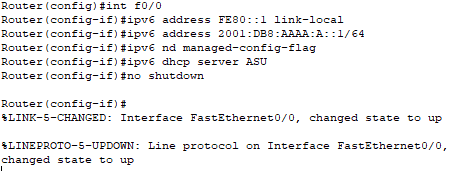 Router(config)#int f0/0
Router(config-if)#ipv6 address FE80::1 link-local
Router(config-if)#ipv6 address 2001:DB8:AAAA:A::1/64
Router(config-if)#ipv6 nd managed-config-flag
Router(config-if)#ipv6 dhcp server ASU
Router(config-if)#no shutdown
Router(config-if)#
%LINK-5-CHANGED: Interface FastEthernet0/0, changed state to up
%LINEPROTO-5-UPDOWN: Line protocol on Interface FastEthernet0/0,
changed state to up